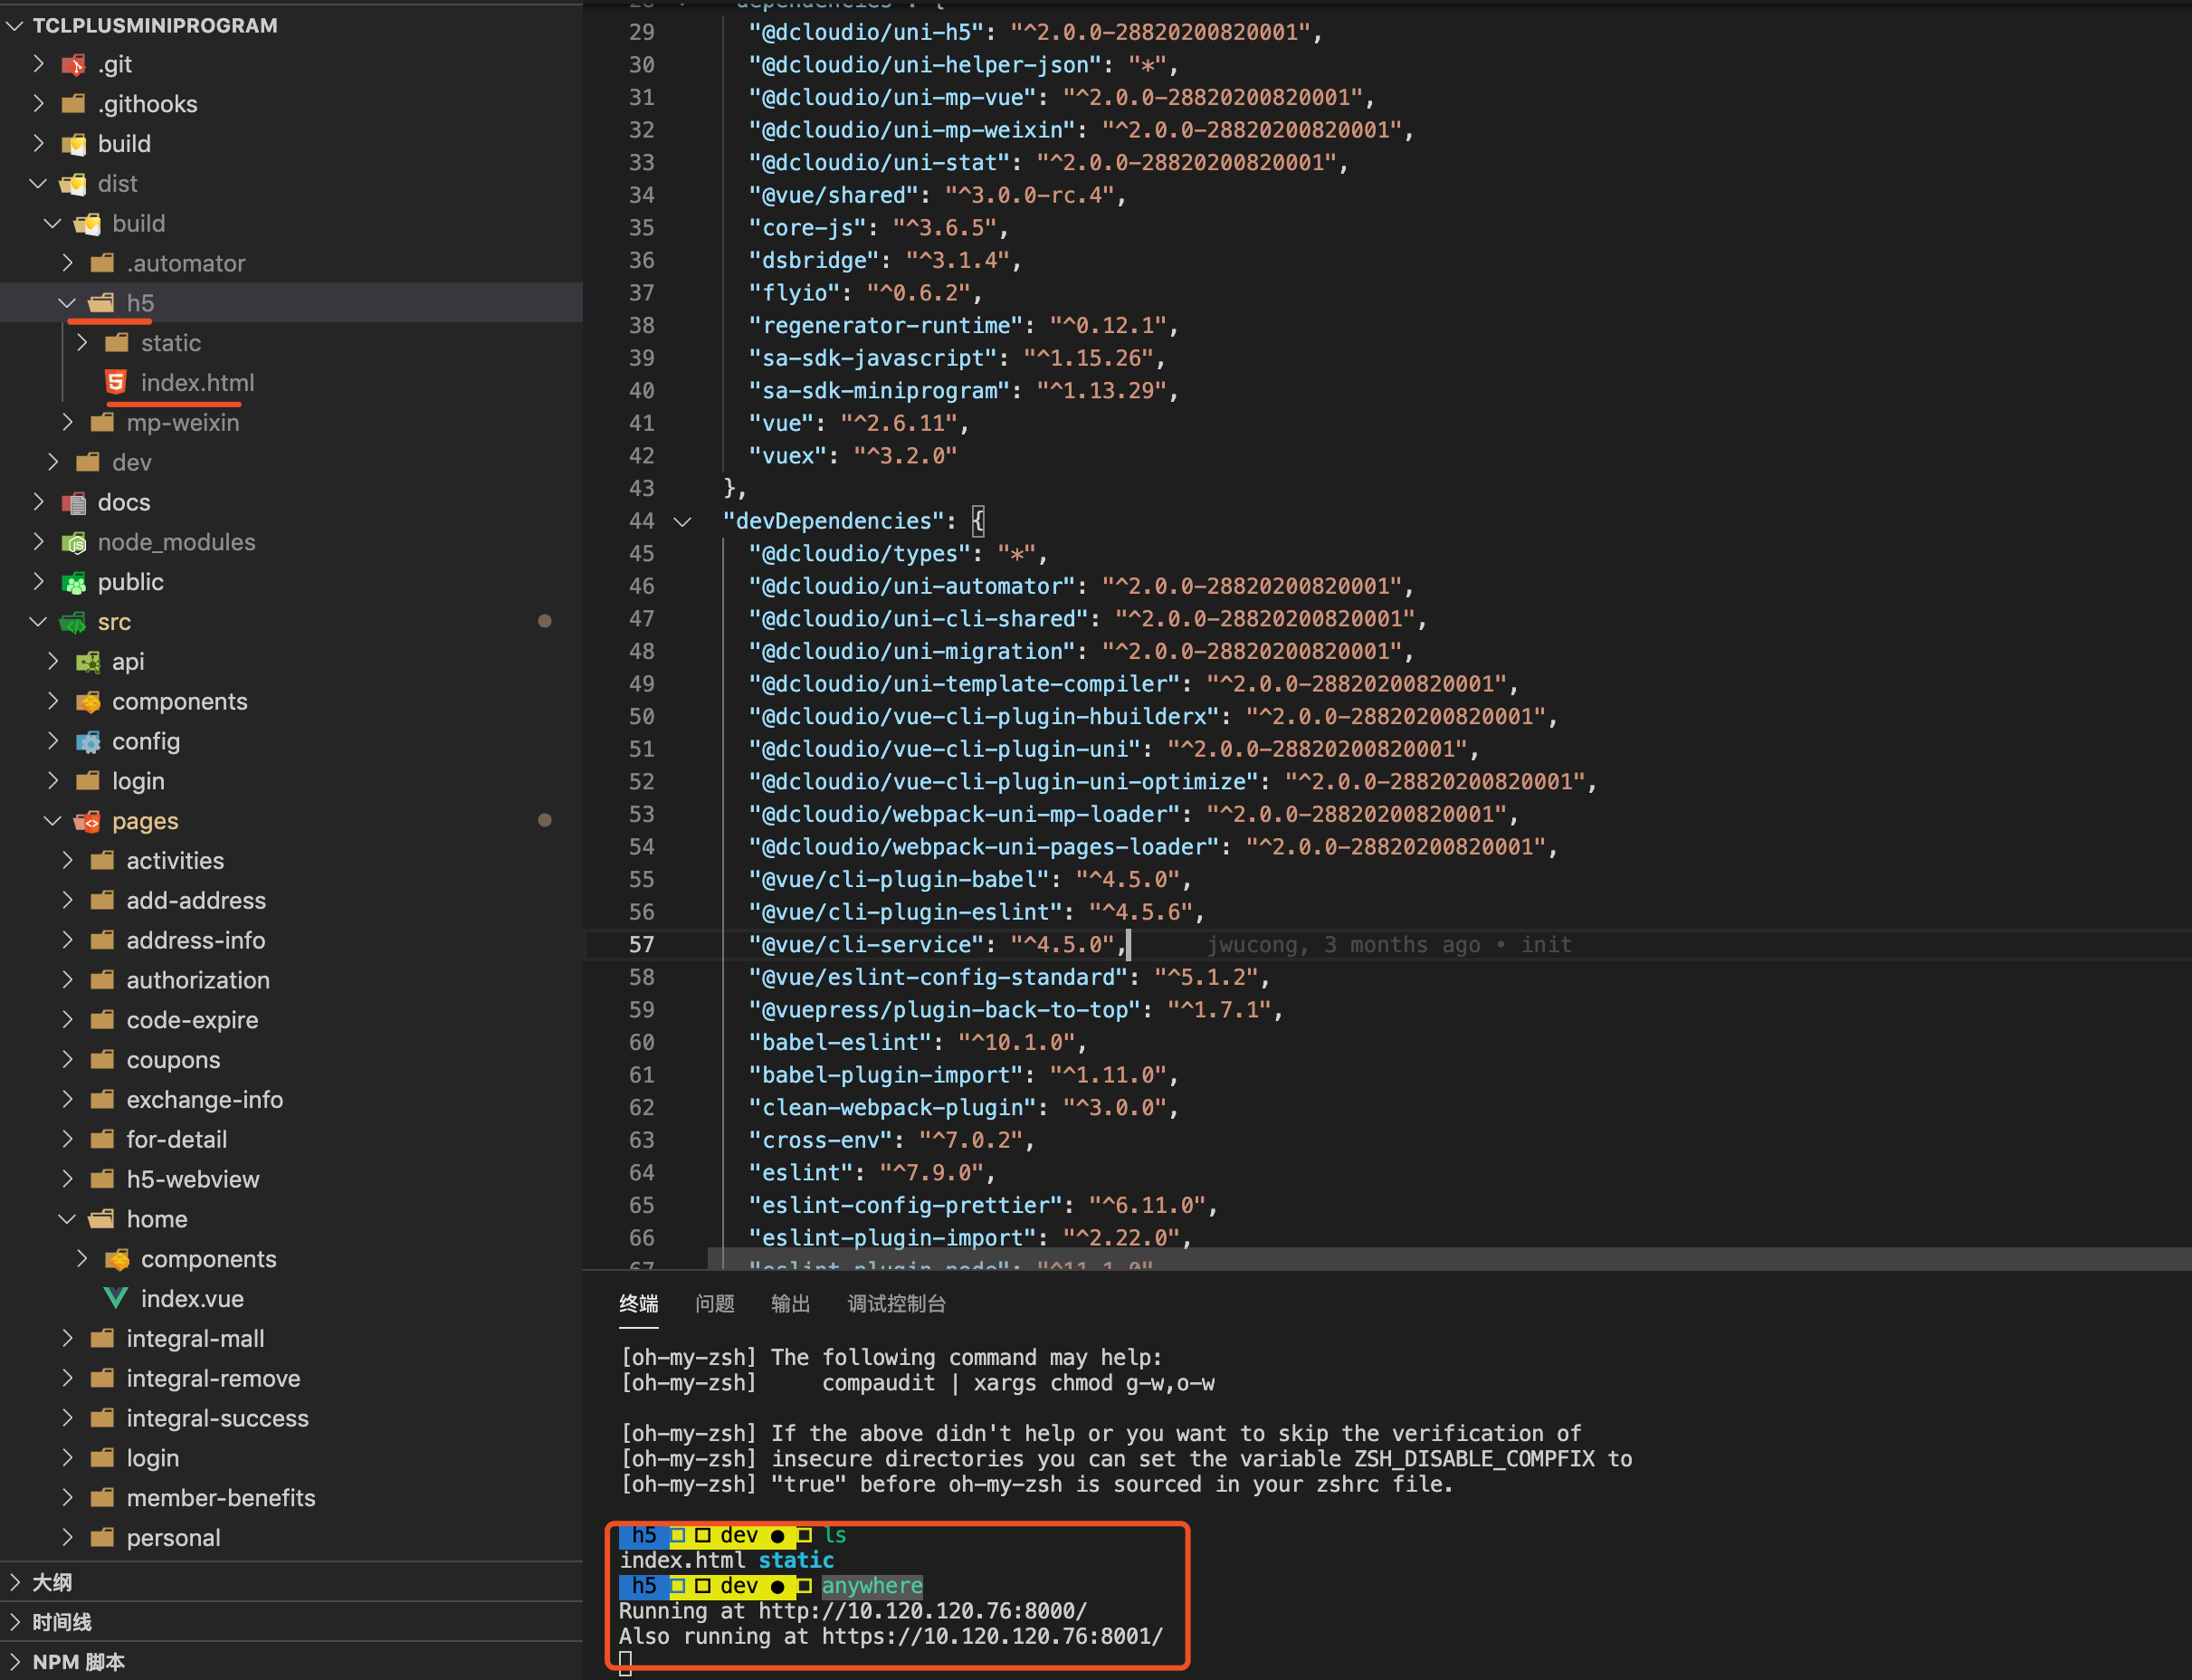 TCLPLUSMINIPROGRAM
.git
.githooks
build
dist
build
.automator
h5
static
index.html
mp-weixin
dev
docs
node_modules
public
src
api
components
config
login
pages
activities
add-address
address-info
authorization
code-expire
coupons
exchange-info
for-detail
h5-webview
home
components
index.vue
integral-mall
integral-remove
integral-success
login
member-benefits
personal
大纲
时间线
NPM 脚本
28 "dependencies": {
29 "@dcloudio/uni-h5": "^2.0.0-28820200820001",
30 "@dcloudio/uni-helper-json": "*",
31 "@dcloudio/uni-mp-vue": "^2.0.0-28820200820001",
32 "@dcloudio/uni-mp-weixin": "^2.0.0-28820200820001",
33 "@dcloudio/uni-stat": "^2.0.0-28820200820001",
34 "@vue/shared": "^3.0.0-rc.4",
35 "core-js": "^3.6.5",
36 "dsbridge": "^3.1.4",
37 "flyio": "^0.6.2",
38 "regenerator-runtime": "^0.12.1",
39 "sa-sdk-javascript": "^1.15.26",
40 "sa-sdk-miniprogram": "^1.13.29",
41 "vue": "^2.6.11",
42 "vuex": "^3.2.0"
43 },
44 "devDependencies": {
45 "@dcloudio/types": "*",
46 "@dcloudio/uni-automator": "^2.0.0-28820200820001",
47 "@dcloudio/uni-cli-shared": "^2.0.0-28820200820001",
48 "@dcloudio/uni-migration": "^2.0.0-28820200820001",
49 "@dcloudio/uni-template-compiler": "^2.0.0-28820200820001",
50 "@dcloudio/vue-cli-plugin-hbuilderx": "^2.0.0-28820200820001",
51 "@dcloudio/vue-cli-plugin-uni": "^2.0.0-28820200820001",
52 "@dcloudio/vue-cli-plugin-uni-optimize": "^2.0.0-28820200820001",
53 "@dcloudio/webpack-uni-mp-loader": "^2.0.0-28820200820001",
54 "@dcloudio/webpack-uni-pages-loader": "^2.0.0-28820200820001",
55 "@vue/cli-plugin-babel": "^4.5.0",
56 "@vue/cli-plugin-eslint": "^4.5.6",
57 "@vue/cli-service": "^4.5.0", jwucong, 3 months ago • init
58 "@vue/eslint-config-standard": "^5.1.2",
59 "@vuepress/plugin-back-to-top": "^1.7.1",
60 "babel-eslint": "^10.1.0",
61 "babel-plugin-import": "^1.11.0",
62 "clean-webpack-plugin": "^3.0.0",
63 "cross-env": "^7.0.2",
64 "eslint": "^7.9.0",
65 "eslint-config-prettier": "^6.11.0",
66 "eslint-plugin-import": "^2.22.0",
67 "eslint-plugin-node": "^11.1.0"
终端 问题 输出 调试控制台
[oh-my-zsh] The following command may help:
[oh-my-zsh] compaudit | xargs chmod g-w,o-w
[oh-my-zsh] If the above didn't help or you want to skip the verification of
[oh-my-zsh] insecure directories you can set the variable ZSH_DISABLE_COMPFIX to
[oh-my-zsh] "true" before oh-my-zsh is sourced in your zshrc file.
h5 dev ● ls
index.html static
h5 dev ● anywhere
Running at http://10.120.120.76:8000/
Also running at https://10.120.120.76:8001/